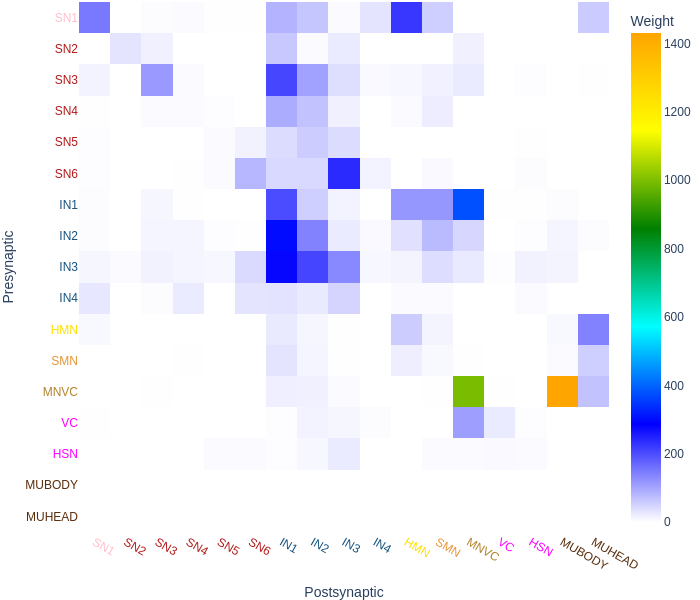 Weight
SN1
SN2
SN3
SN4
SN5
SN6
IN1
IN2
IN3
IN4
HMN
SMN
MNVC
VC
HSN
MUBODY
MUHEAD
Presynaptic
1400
1200
1000
800
600
400
200
0
SN1
SN2
SN3
SN4
SN5
SN6
IN1
IN2
IN3
IN4
HMN
SMN
MNVC
VC
HSN
MUBODY
MUHEAD
Postsynaptic